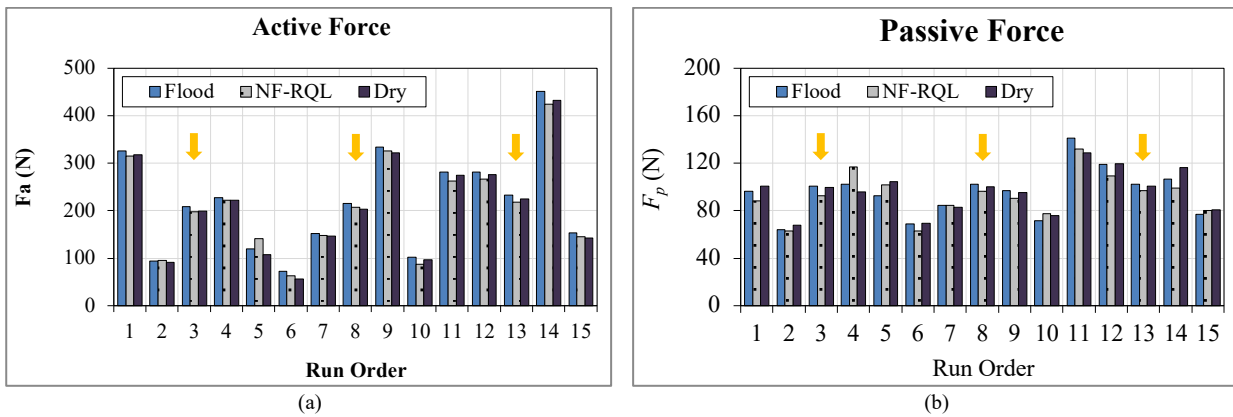 Active Force
500
400
300
200
100
0
Fa (N)
Flood NF-RQL Dry
1 2 3 4 5 6 7 8 9 10 11 12 13 14 15
Run Order
(a)
Passive Force
200
160
120
80
40
0
F_p (N)
Flood NF-RQL Dry
1 2 3 4 5 6 7 8 9 10 11 12 13 14 15
Run Order
(b)